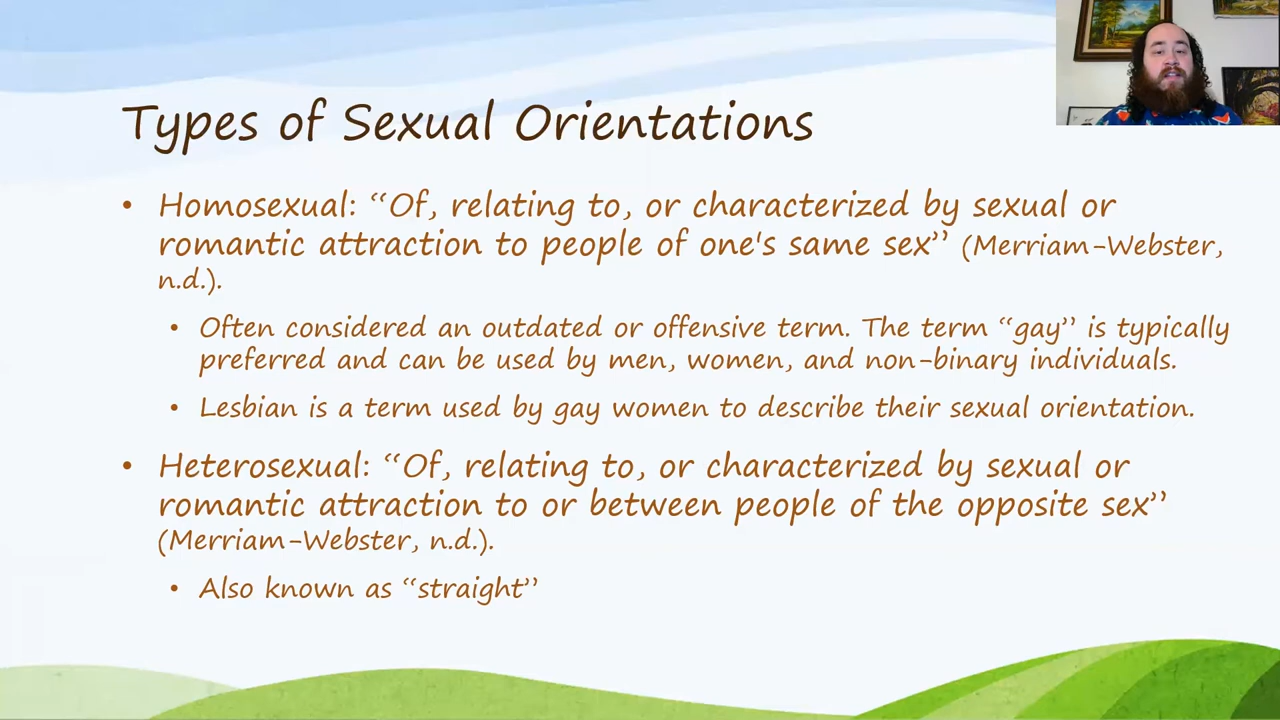 Types of Sexual Orientations
• Homosexual: “Of, relating to, or characterized by sexual or
romantic attraction to people of one's same sex” (Merriam-Webster,
n.d.).
• Often considered an outdated or offensive term. The term “gay” is typically
preferred and can be used by men, women, and non-binary individuals.
• Lesbian is a term used by gay women to describe their sexual orientation.
• Heterosexual: “Of, relating to, or characterized by sexual or
romantic attraction to or between people of the opposite sex”
(Merriam-Webster, n.d.).
• Also known as “straight”